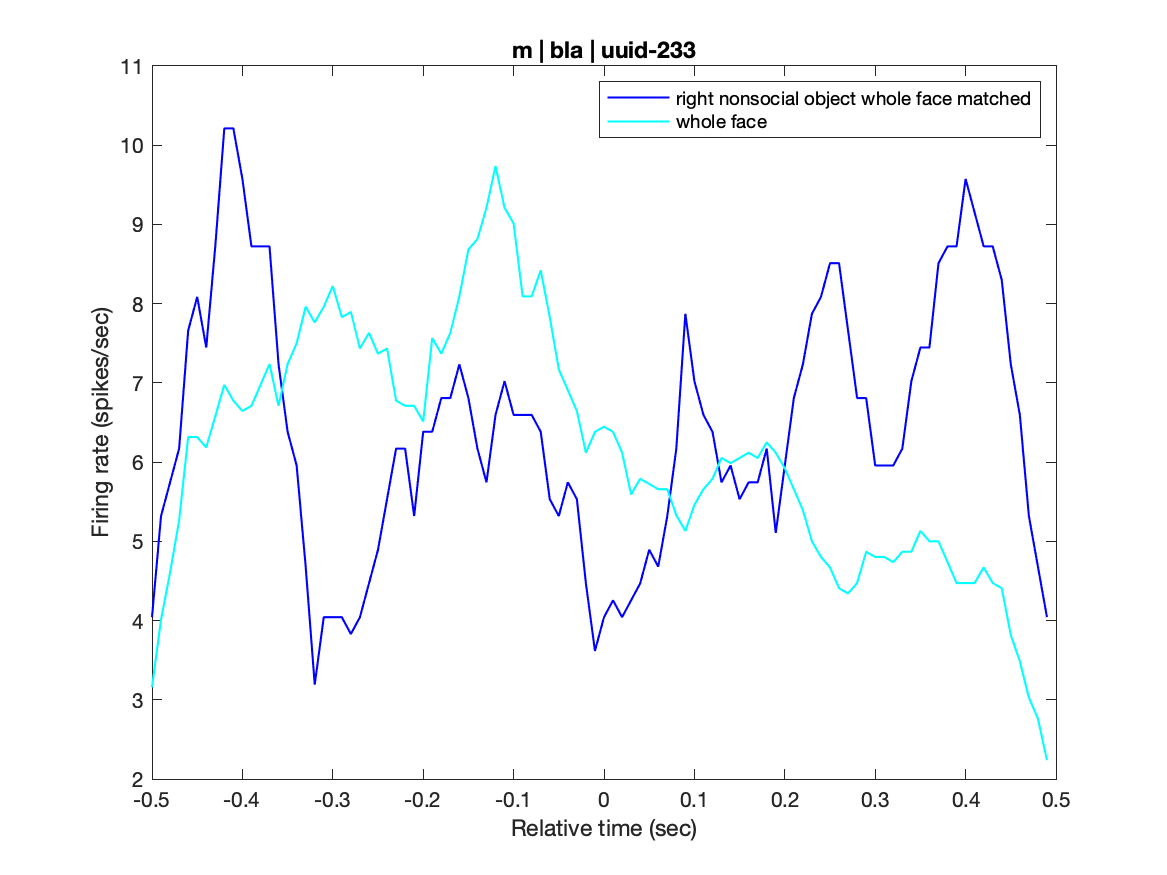 m | bla | uuid-233
right nonsocial object whole face matched
whole face
Firing rate (spikes/sec)
11
10
9
8
7
6
5
4
3
2
-0.5 -0.4 -0.3 -0.2 -0.1 0 0.1 0.2 0.3 0.4 0.5
Relative time (sec)